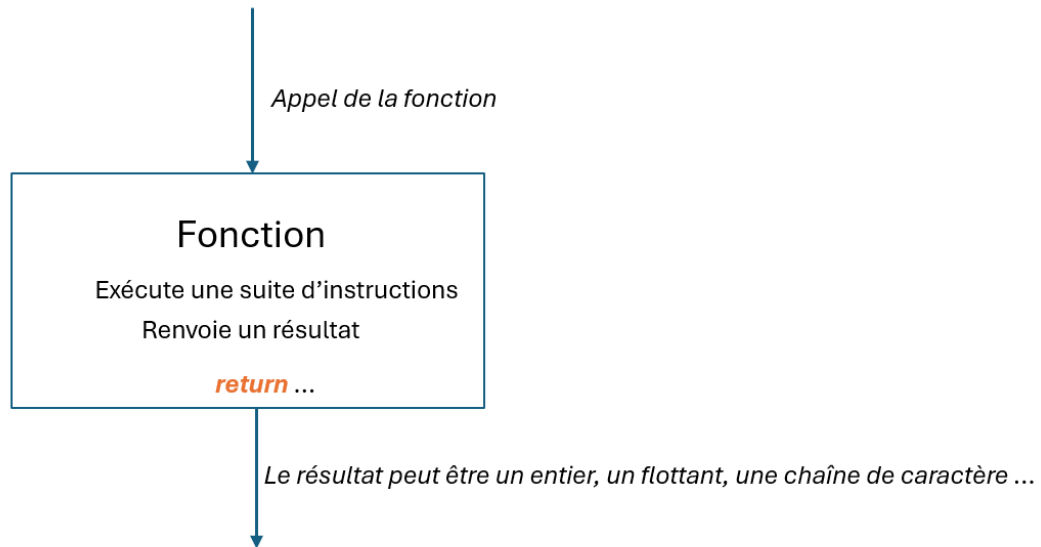 Appel de la fonction
Fonction
Exécute une suite d’instructions
Renvoie un résultat
return ...
Le résultat peut être un entier, un flottant, une chaîne de caractère ...